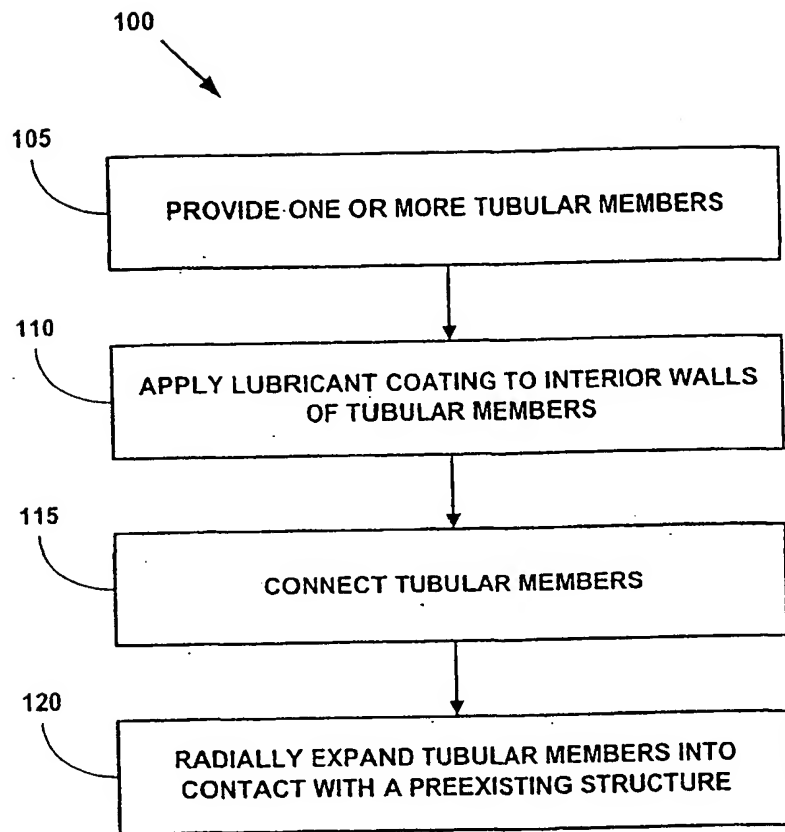 100
105
PROVIDE ONE OR MORE TUBULAR MEMBERS
110
APPLY LUBRICANT COATING TO INTERIOR WALLS
OF TUBULAR MEMBERS
115
CONNECT TUBULAR MEMBERS
120
RADIALLY EXPAND TUBULAR MEMBERS INTO
CONTACT WITH A PREEXISTING STRUCTURE